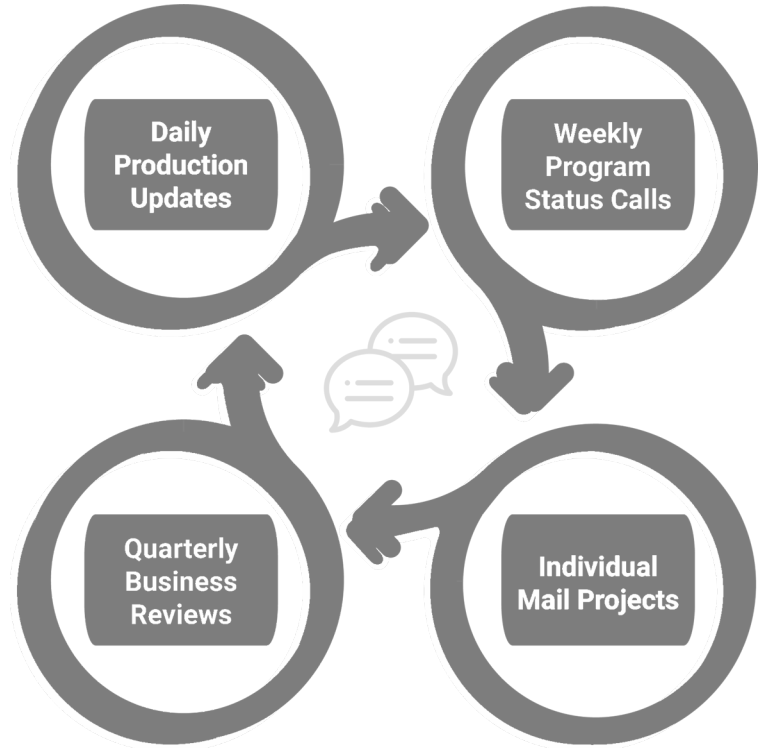 Daily
Production
Updates
Weekly
Program
Status Calls
Quarterly
Business
Reviews
Individual
Mail Projects